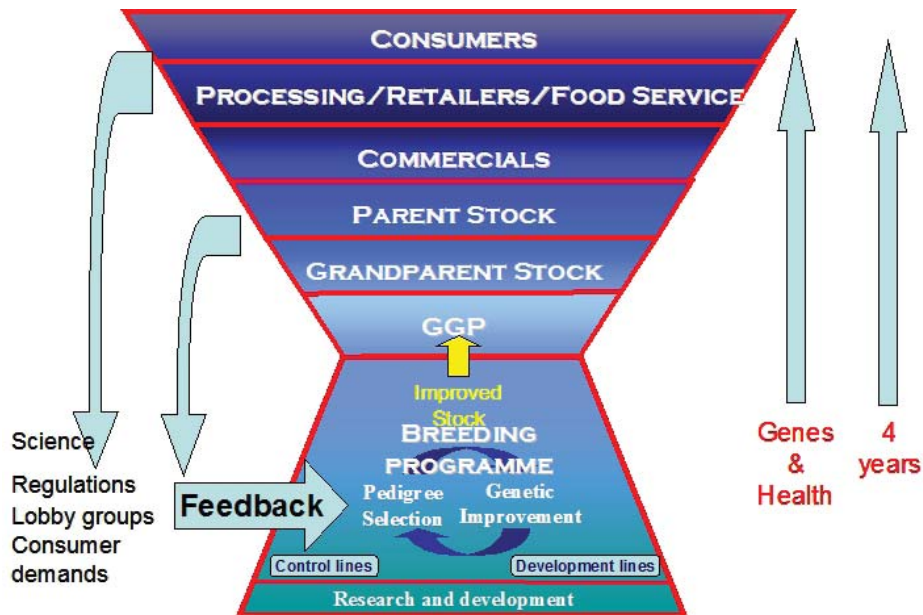 CONSUMERS
PROCESSING/RETAILERS/FOOD SERVICE
COMMERCIALS
PARENT STOCK
GRANDPARENT STOCK
GGP
Improved
Stock
BREEDING
PROGRAMME
Pedigree
Selection
Genetic
Improvement
Control lines
Development lines
Research and development
Science
Regulations
Lobby groups
Consumer
demands
Feedback
Genes
&
Health
4
years